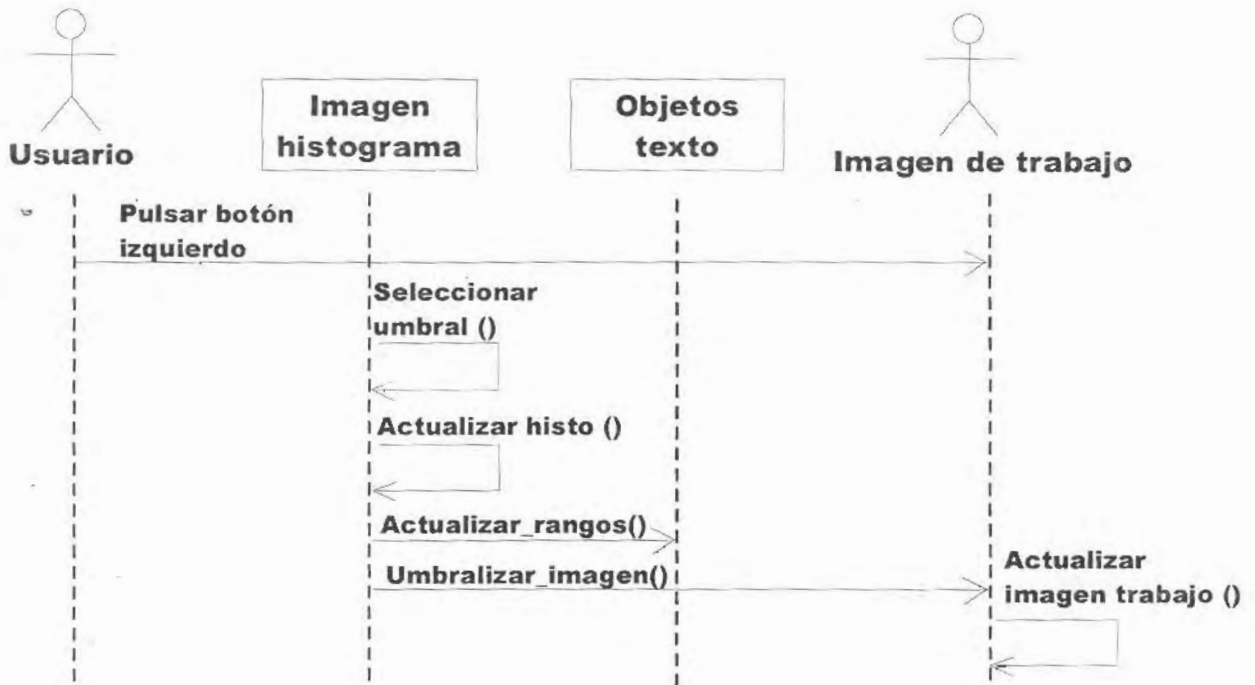 Usuario
Imagen
histograma
Objetos
texto
Imagen de trabajo
Pulsar botón
izquierdo
Seleccionar
umbral ()
Actualizar histo ()
Actualizar_rangos()
Umbralizar_imagen()
Actualizar
imagen trabajo ()